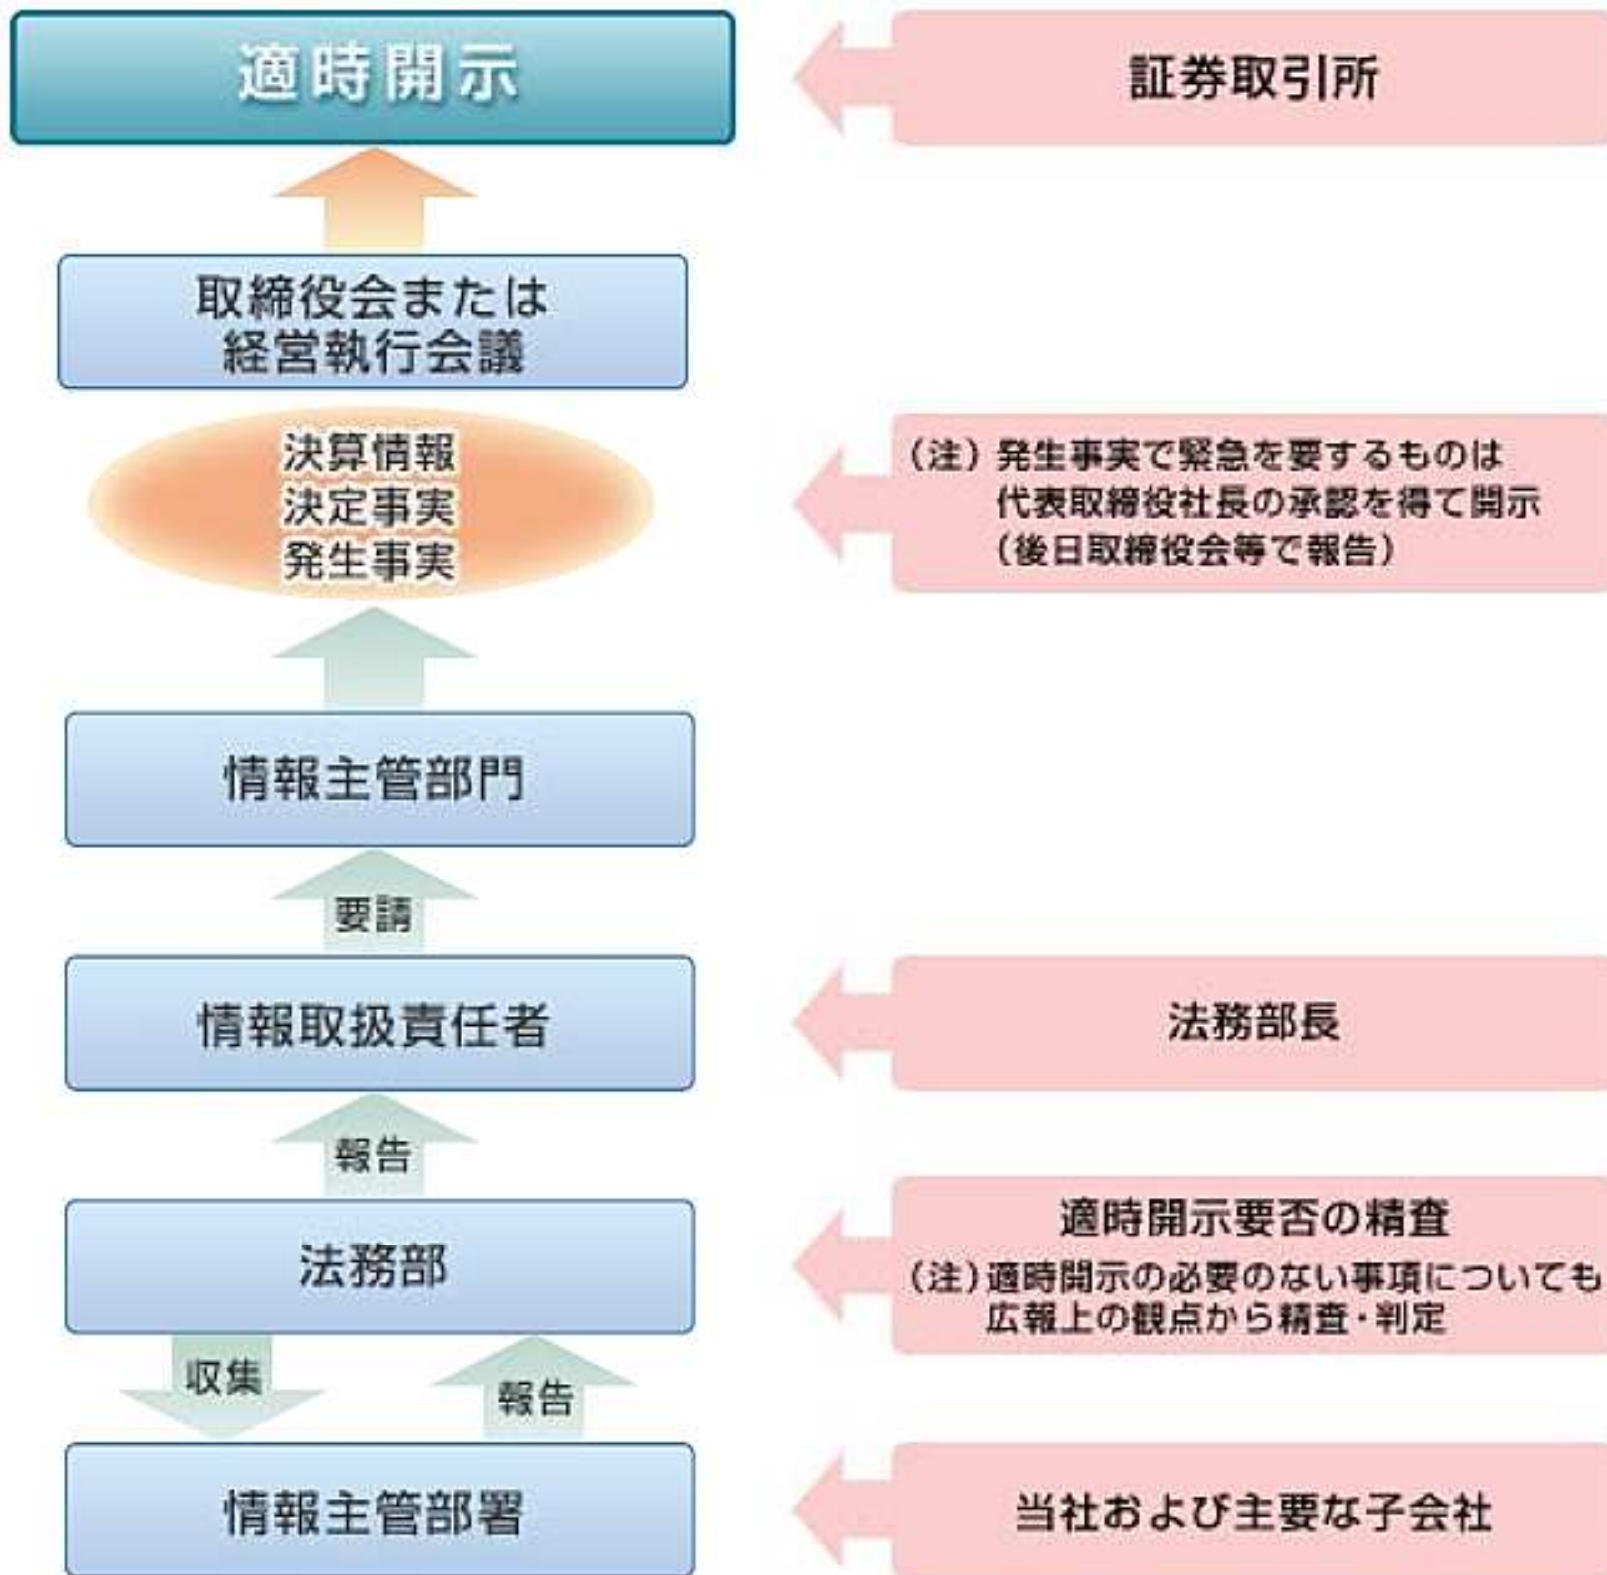 適時開示
証券取引所
取締役会または
経営執行会議
決算情報
決定事実
発生事実
(注) 発生事実で緊急を要するものは
代表取締役社長の承認を得て開示
(後日取締役会等で報告)
情報主管部門
要請
情報取扱責任者
法務部長
報告
法務部
適時開示要否の精査
(注)適時開示の必要のない事項についても
広報上の観点から精査・判定
収集
報告
情報主管部署
当社および主要な子会社